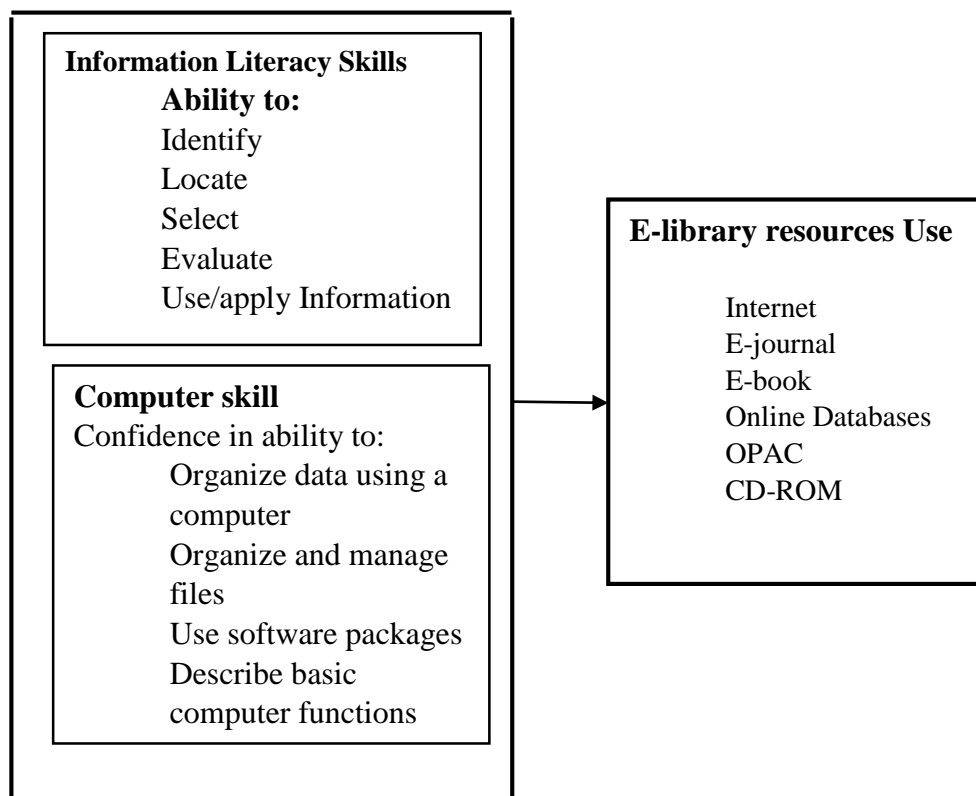 Information Literacy Skills
Ability to:
Identify
Locate
Select
Evaluate
Use/apply Information
Computer skill
Confidence in ability to:
Organize data using a
computer
Organize and manage
files
Use software packages
Describe basic
computer functions
E-library resources Use
Internet
E-journal
E-book
Online Databases
OPAC
CD-ROM